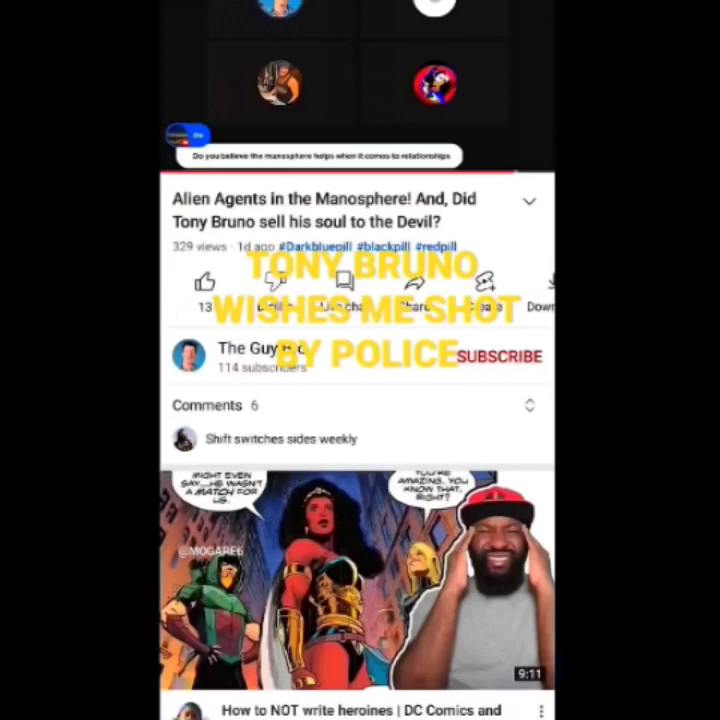 Do you believe the manosphere helps when it comes to relationships
Alien Agents in the Manosphere! And, Did
Tony Bruno sell his soul to the Devil?
329 views · 1d ago #Darkbluepill #blackpill #redpill
TONY BRUNO
WISHES ME SHOT
BY POLICE
13
The Guy
SUBSCRIBE
114 subscribers
Comments 6
Shift switches sides weekly
MIGHT EVEN
SAY...HE WASN'T
A MATCH FOR
US.
YOU'RE
AMAZING. YOU
KNOW THAT,
RIGHT?
@MOGARE6
9:11
How to NOT write heroines | DC Comics and